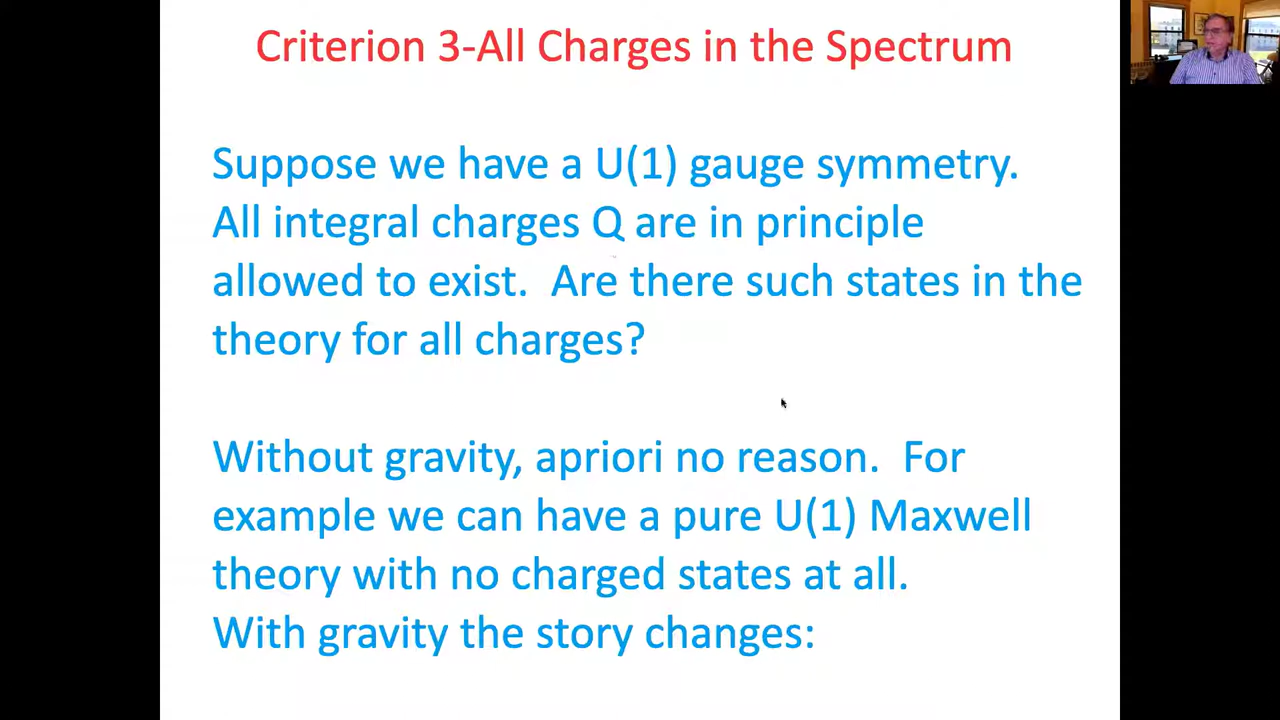 Criterion 3-All Charges in the Spectrum
Suppose we have a U(1) gauge symmetry.
All integral charges Q are in principle
allowed to exist.  Are there such states in the
theory for all charges?
Without gravity, apriori no reason.  For
example we can have a pure U(1) Maxwell
theory with no charged states at all.
With gravity the story changes: